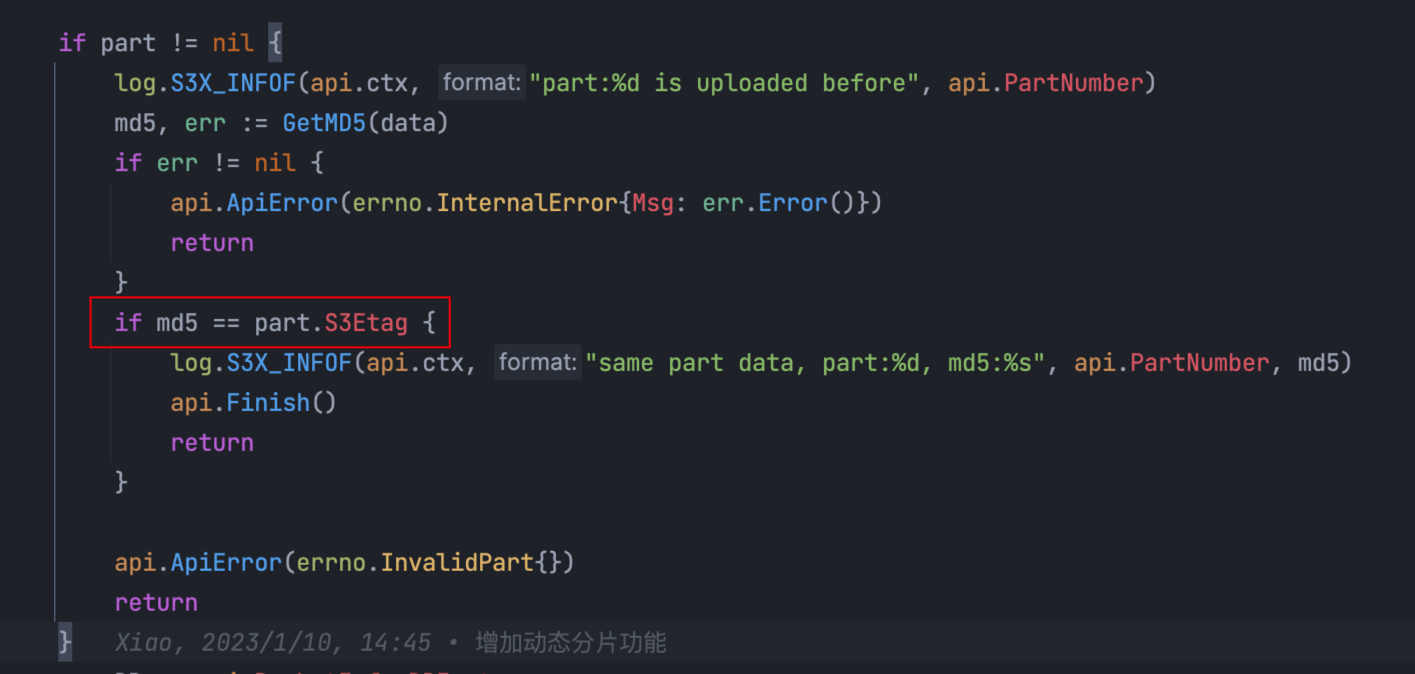 if part != nil {
log.S3X_INFOF(api.ctx, format: "part:%d is uploaded before", api.PartNumber)
md5, err := GetMD5(data)
if err != nil {
api.ApiError(errno.InternalError{Msg: err.Error()})
return
}
if md5 == part.S3Etag {
log.S3X_INFOF(api.ctx, format: "same part data, part:%d, md5:%s", api.PartNumber, md5)
api.Finish()
return
}
api.ApiError(errno.InvalidPart{})
return
} Xiao, 2023/1/10, 14:45 • 增加动态分片功能